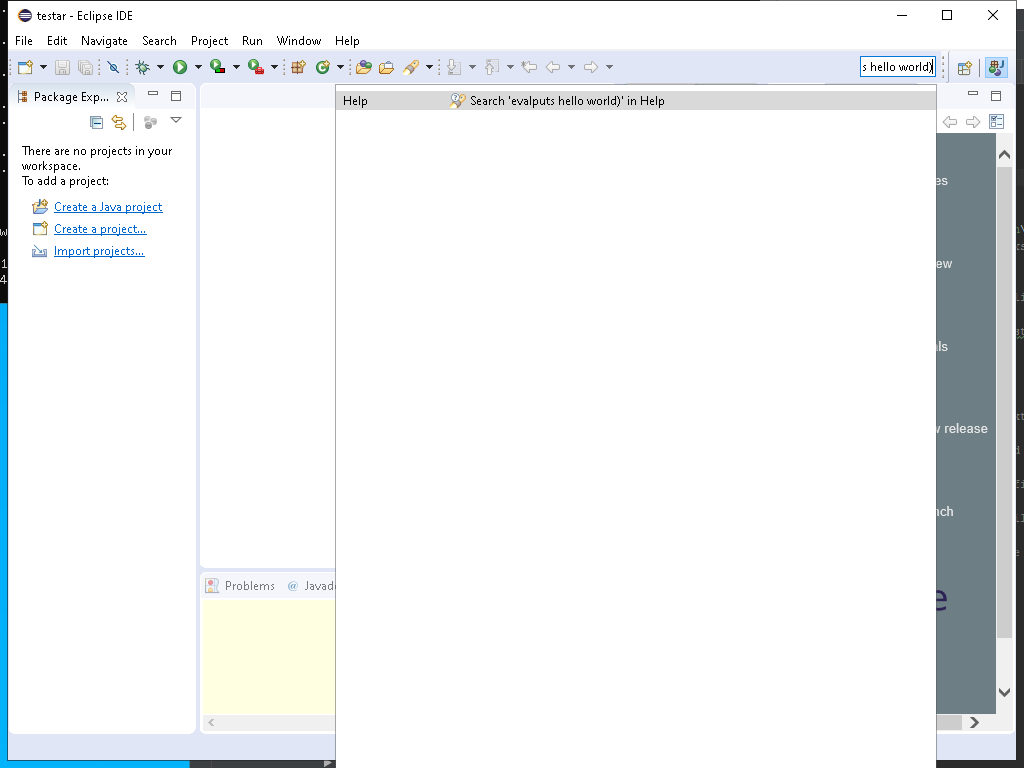 testar - Eclipse IDE
File Edit Navigate Search Project Run Window Help
s hello world)
Package Exp...
Help Search 'evalputs hello world)' in Help
There are no projects in your
workspace.
To add a project:
Create a Java project
Create a project...
Import projects...
es
ew
als
release
nch
e
Problems @ Javad